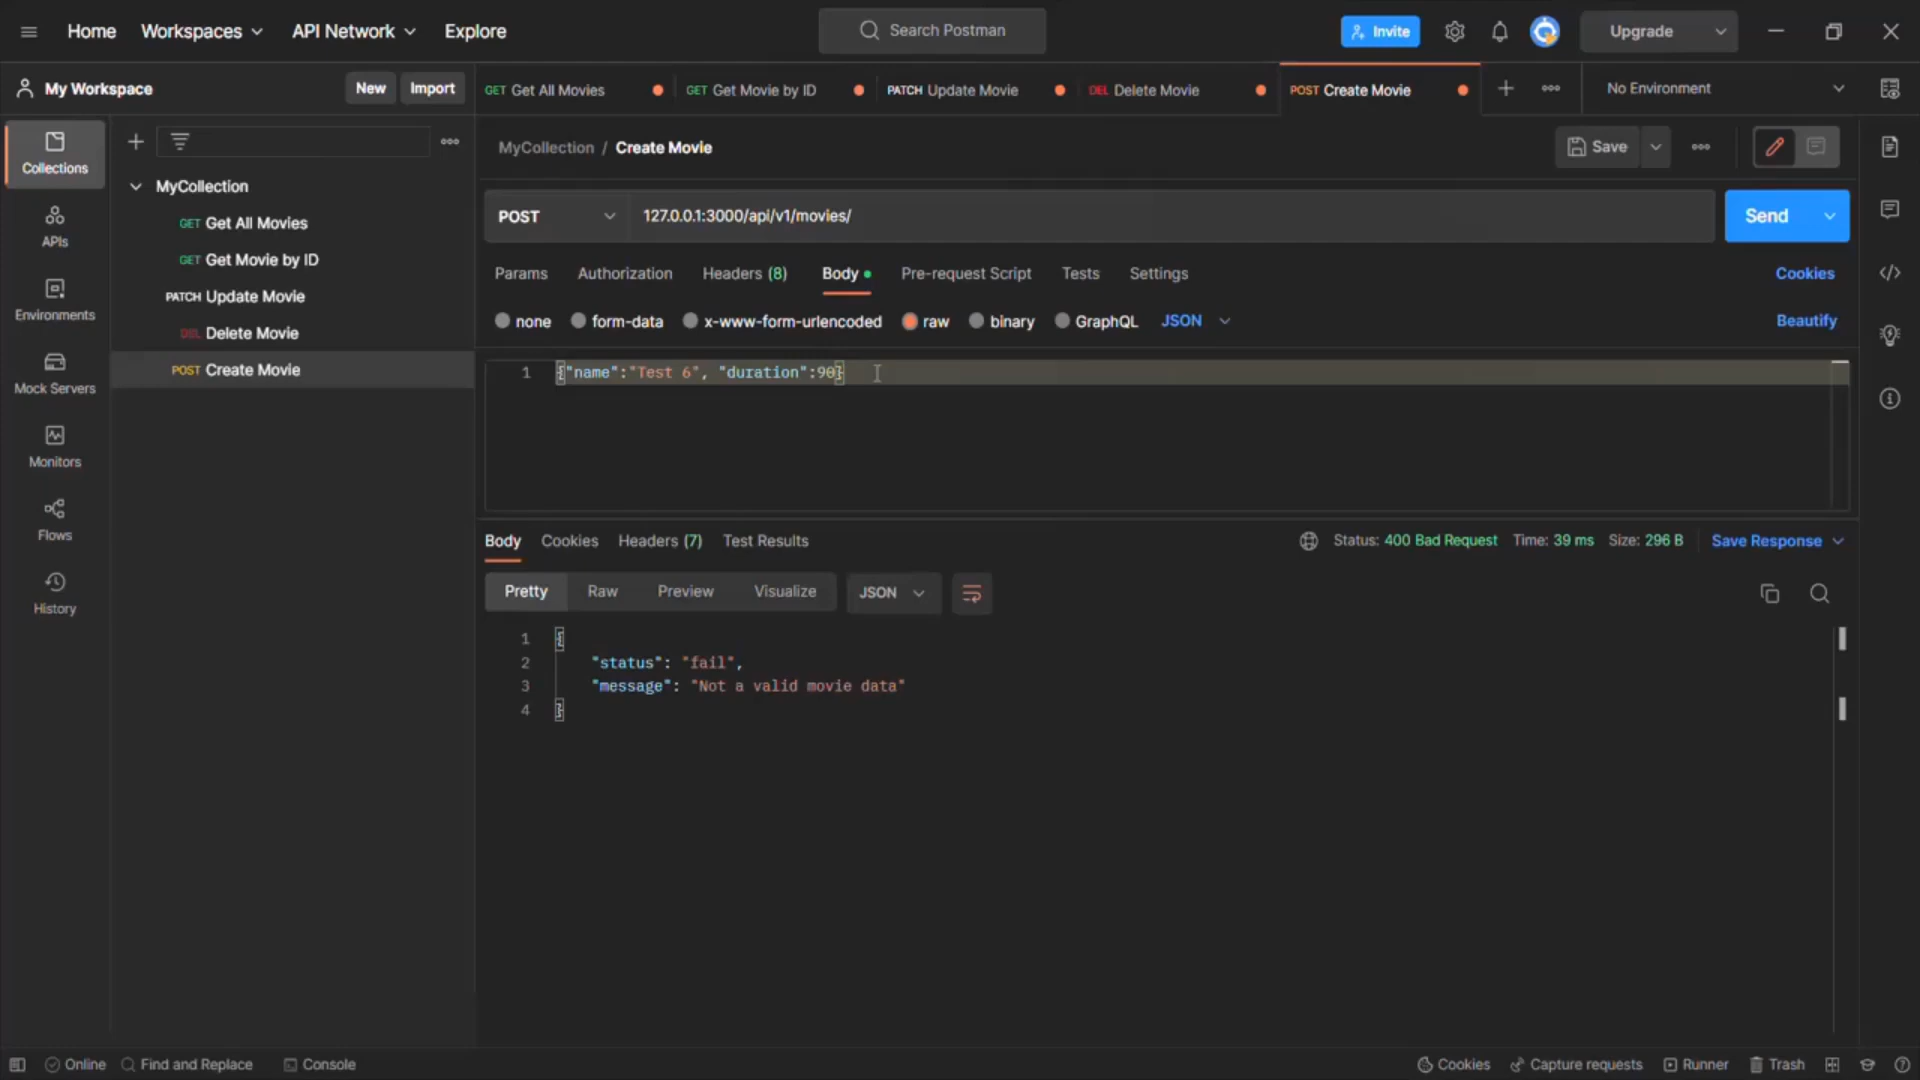 Home Workspaces API Network Explore Search Postman Invite Upgrade
My Workspace New Import GET Get All Movies GET Get Movie by ID PATCH Update Movie DEL Delete Movie POST Create Movie No Environment
Collections
APIs
Environments
Mock Servers
Monitors
Flows
History
MyCollection
GET Get All Movies
GET Get Movie by ID
PATCH Update Movie
DEL Delete Movie
POST Create Movie
MyCollection / Create Movie Save
POST 127.0.0.1:3000/api/v1/movies/ Send
Params Authorization Headers (8) Body Pre-request Script Tests Settings Cookies
none form-data x-www-form-urlencoded raw binary GraphQL JSON Beautify
1 {"name":"Test 6", "duration":90}
Body Cookies Headers (7) Test Results Status: 400 Bad Request Time: 39 ms Size: 296 B Save Response
Pretty Raw Preview Visualize JSON
1 {
2 "status": "fail",
3 "message": "Not a valid movie data"
4 }
Online Find and Replace Console Cookies Capture requests Runner Trash